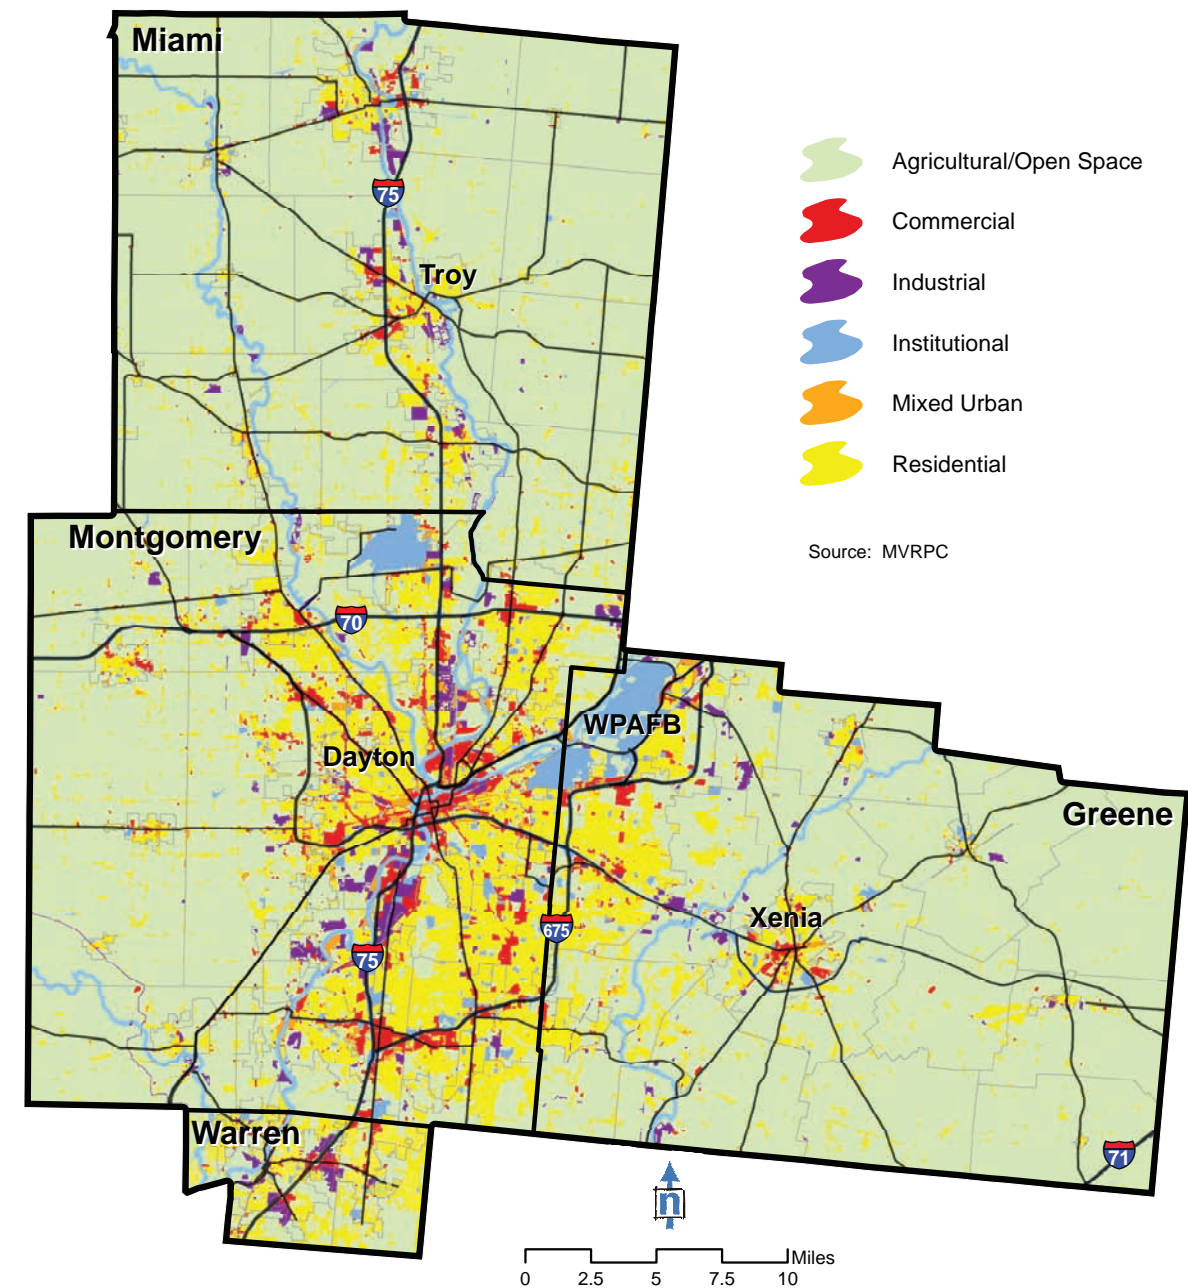 Miami
75
Troy
Agricultural/Open Space
Commercial
Industrial
Institutional
Mixed Urban
Residential
Source: MVRPC
Montgomery
70
WPAFB
Dayton
Greene
675
Xenia
75
Warren
71
n
Miles
0 2.5 5 7.5 10